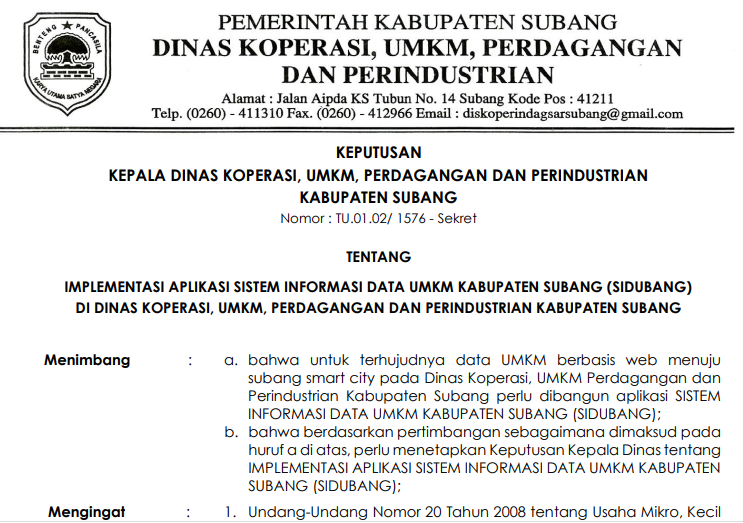 BENTENG PANCASILA
KARYA UTAMA SATYA NEGARA
PEMERINTAH KABUPATEN SUBANG
DINAS KOPERASI, UMKM, PERDAGANGAN
DAN PERINDUSTRIAN
Alamat : Jalan Aipda KS Tubun No. 14 Subang Kode Pos : 41211
Telp. (0260) - 411310 Fax. (0260) - 412966 Email : diskoperindagsarsubang@gmail.com
KEPUTUSAN
KEPALA DINAS KOPERASI, UMKM, PERDAGANGAN DAN PERINDUSTRIAN
KABUPATEN SUBANG
Nomor : TU.01.02/ 1576 - Sekret
TENTANG
IMPLEMENTASI APLIKASI SISTEM INFORMASI DATA UMKM KABUPATEN SUBANG (SIDUBANG)
DI DINAS KOPERASI, UMKM, PERDAGANGAN DAN PERINDUSTRIAN KABUPATEN SUBANG
Menimbang : a. bahwa untuk terhujudnya data UMKM berbasis web menuju
subang smart city pada Dinas Koperasi, UMKM Perdagangan dan
Perindustrian Kabupaten Subang perlu dibangun aplikasi SISTEM
INFORMASI DATA UMKM KABUPATEN SUBANG (SIDUBANG);
b. bahwa berdasarkan pertimbangan sebagaimana dimaksud pada
huruf a di atas, perlu menetapkan Keputusan Kepala Dinas tentang
IMPLEMENTASI APLIKASI SISTEM INFORMASI DATA UMKM KABUPATEN
SUBANG (SIDUBANG);
Mengingat : 1. Undang-Undang Nomor 20 Tahun 2008 tentang Usaha Mikro, Kecil